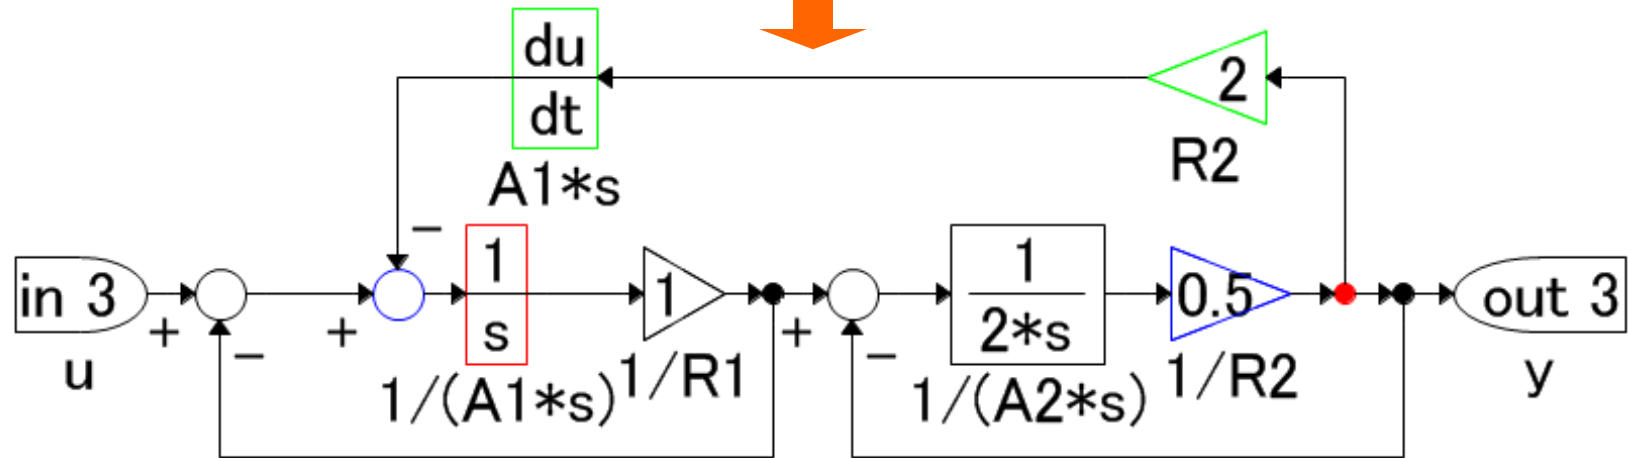 du
dt
A1*s
2
R2
in 3
u
+
−
+
−
1
s
1/(A1*s)
1
1/R1
+
−
1
2*s
1/(A2*s)
0.5
1/R2
out 3
y